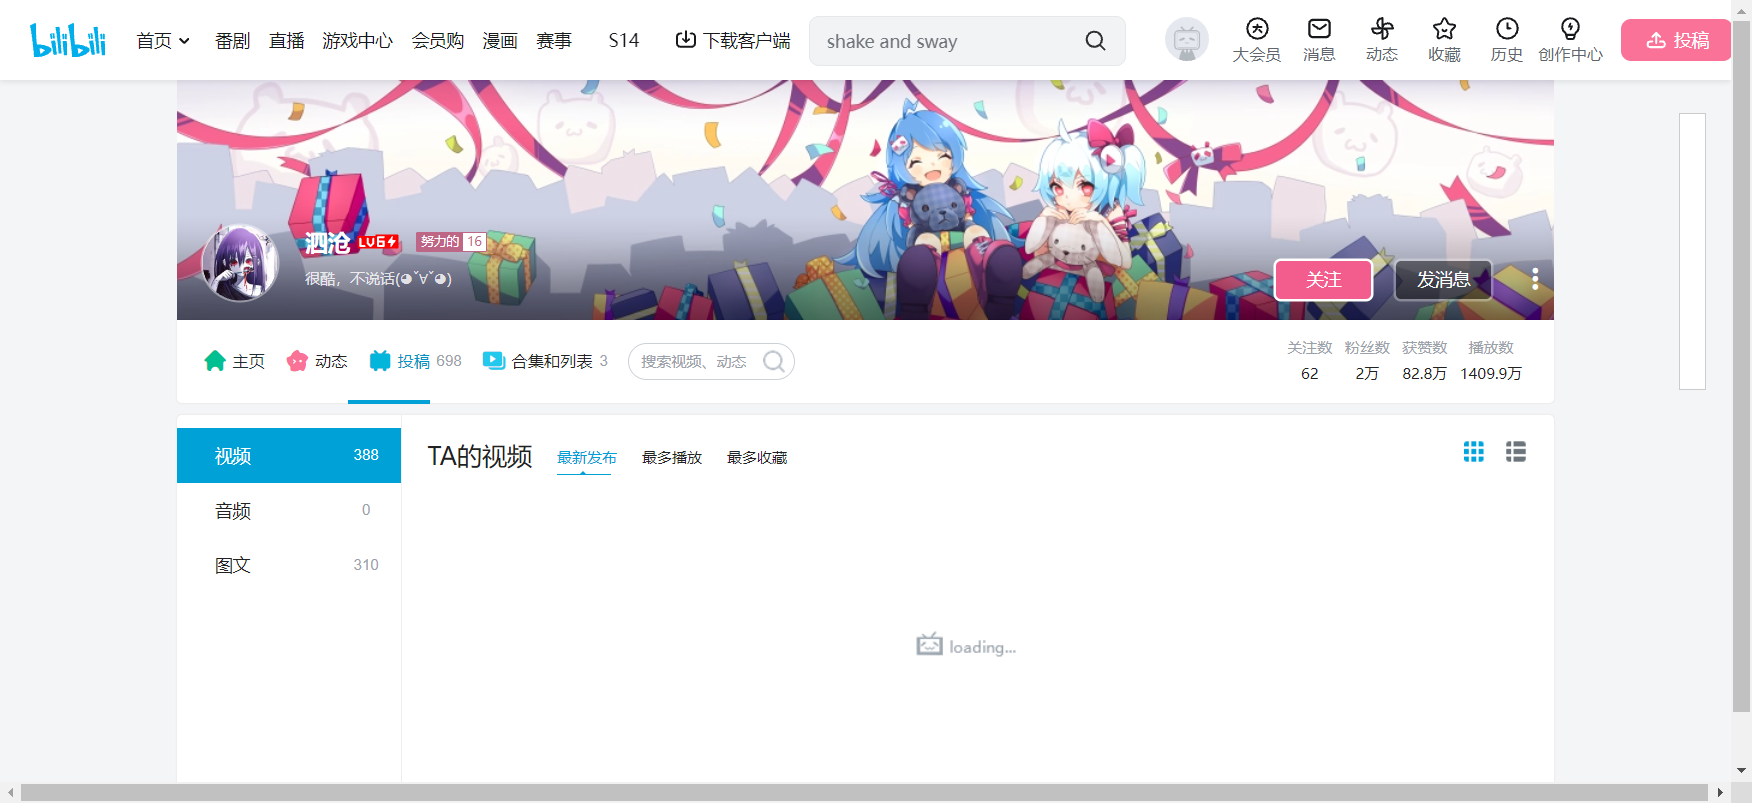 bilibili 首页 番剧 直播 游戏中心 会员购 漫画 赛事 S14 下载客户端 shake and sway 大会员 消息 动态 收藏 历史 创作中心 投稿
泗沧 LV6 努力的 16
很酷，不说话(◕ˇ∀ˇ◕)
关注 发消息
主页 动态 投稿 698 合集和列表 3 搜索视频、动态
关注数 粉丝数 获赞数 播放数
62 2万 82.8万 1409.9万
视频 388
音频 0
图文 310
TA的视频 最新发布 最多播放 最多收藏
loading...